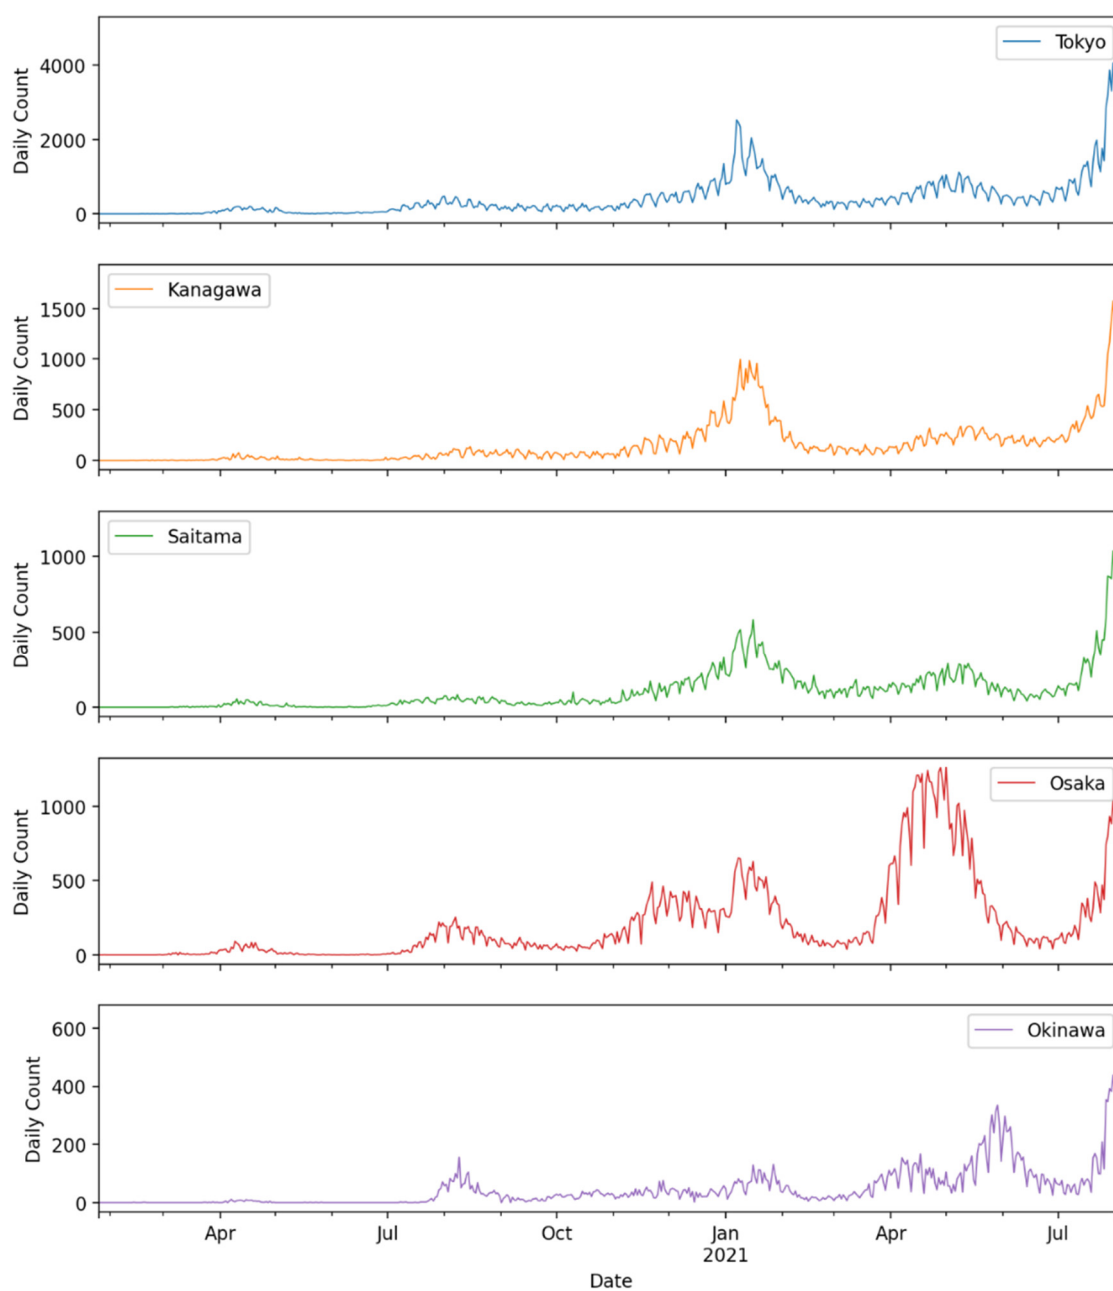 Tokyo
4000
2000
0
Daily Count
Kanagawa
1500
1000
500
0
Daily Count
Saitama
1000
500
0
Daily Count
Osaka
1000
500
0
Daily Count
Okinawa
600
400
200
0
Daily Count
Apr Jul Oct Jan Apr Jul
2021
Date